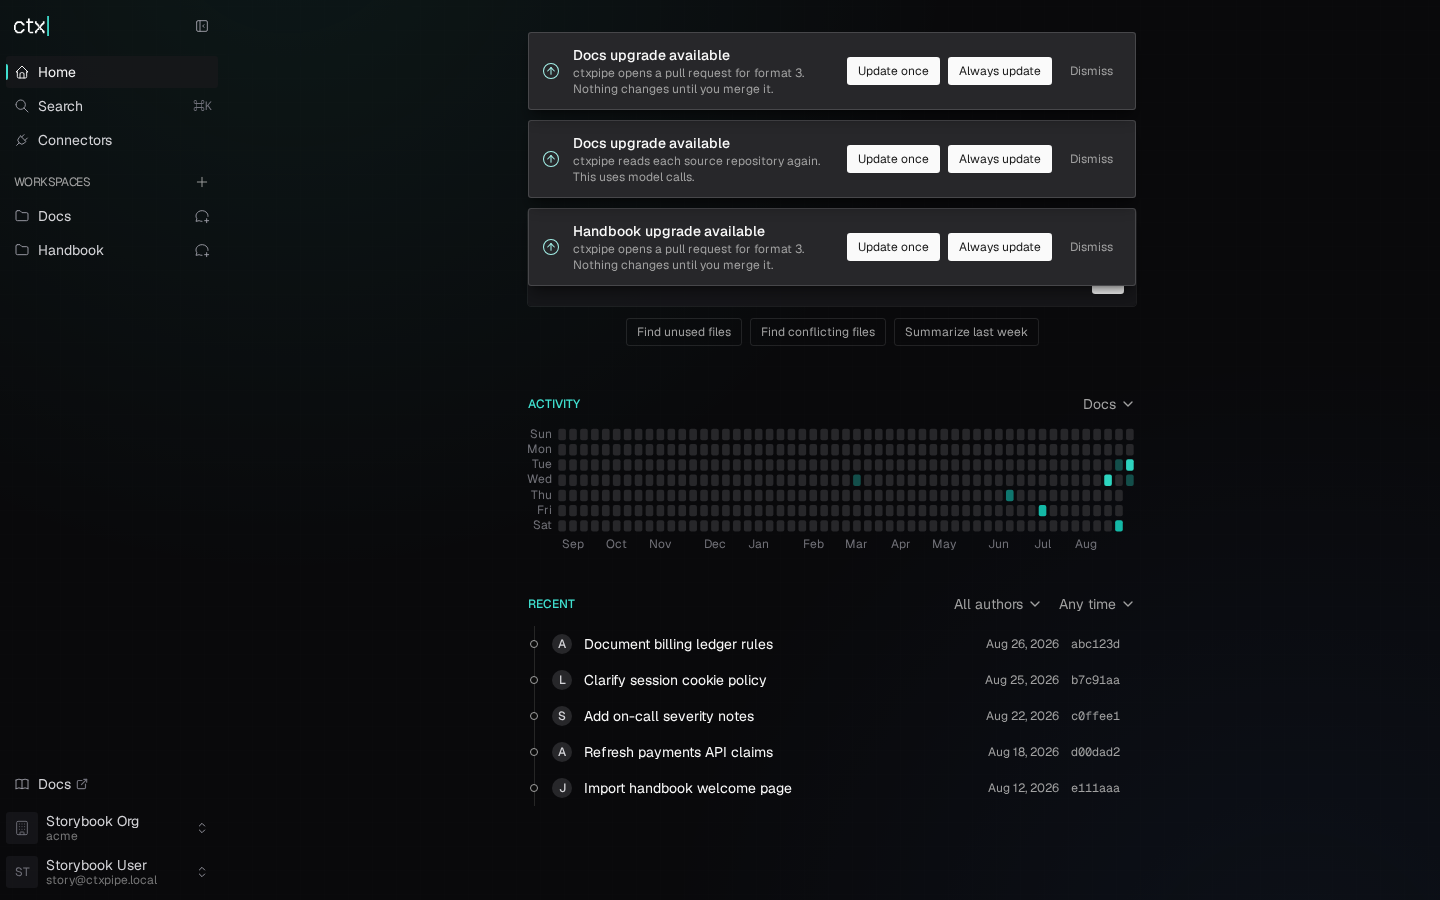 ctx
Home
Search ⌘K
Connectors
WORKSPACES
Docs
Handbook
Docs
Storybook Org
acme
ST
Storybook User
story@ctxpipe.local
Docs upgrade available
ctxpipe opens a pull request for format 3.
Nothing changes until you merge it.
Update once
Always update
Dismiss
Docs upgrade available
ctxpipe reads each source repository again.
This uses model calls.
Update once
Always update
Dismiss
Handbook upgrade available
ctxpipe opens a pull request for format 3.
Nothing changes until you merge it.
Update once
Always update
Dismiss
Find unused files
Find conflicting files
Summarize last week
ACTIVITY
Docs
Sun
Mon
Tue
Wed
Thu
Fri
Sat
Sep Oct Nov Dec Jan Feb Mar Apr May Jun Jul Aug
RECENT
All authors
Any time
A Document billing ledger rules Aug 26, 2026 abc123d
L Clarify session cookie policy Aug 25, 2026 b7c91aa
S Add on-call severity notes Aug 22, 2026 c0ffee1
A Refresh payments API claims Aug 18, 2026 d00dad2
J Import handbook welcome page Aug 12, 2026 e111aaa